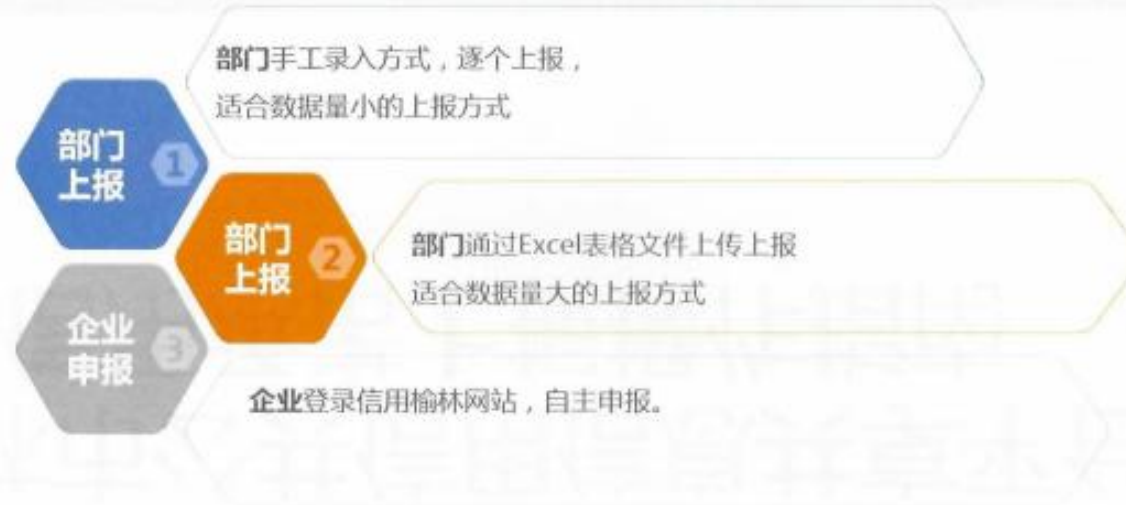 部门手工录入方式，逐个上报，
适合数据量小的上报方式
部门
上报
1
部门
上报
2
部门通过Excel表格文件上传上报
适合数据量大的上报方式
企业
申报
3
企业登录信用榆林网站，自主申报。